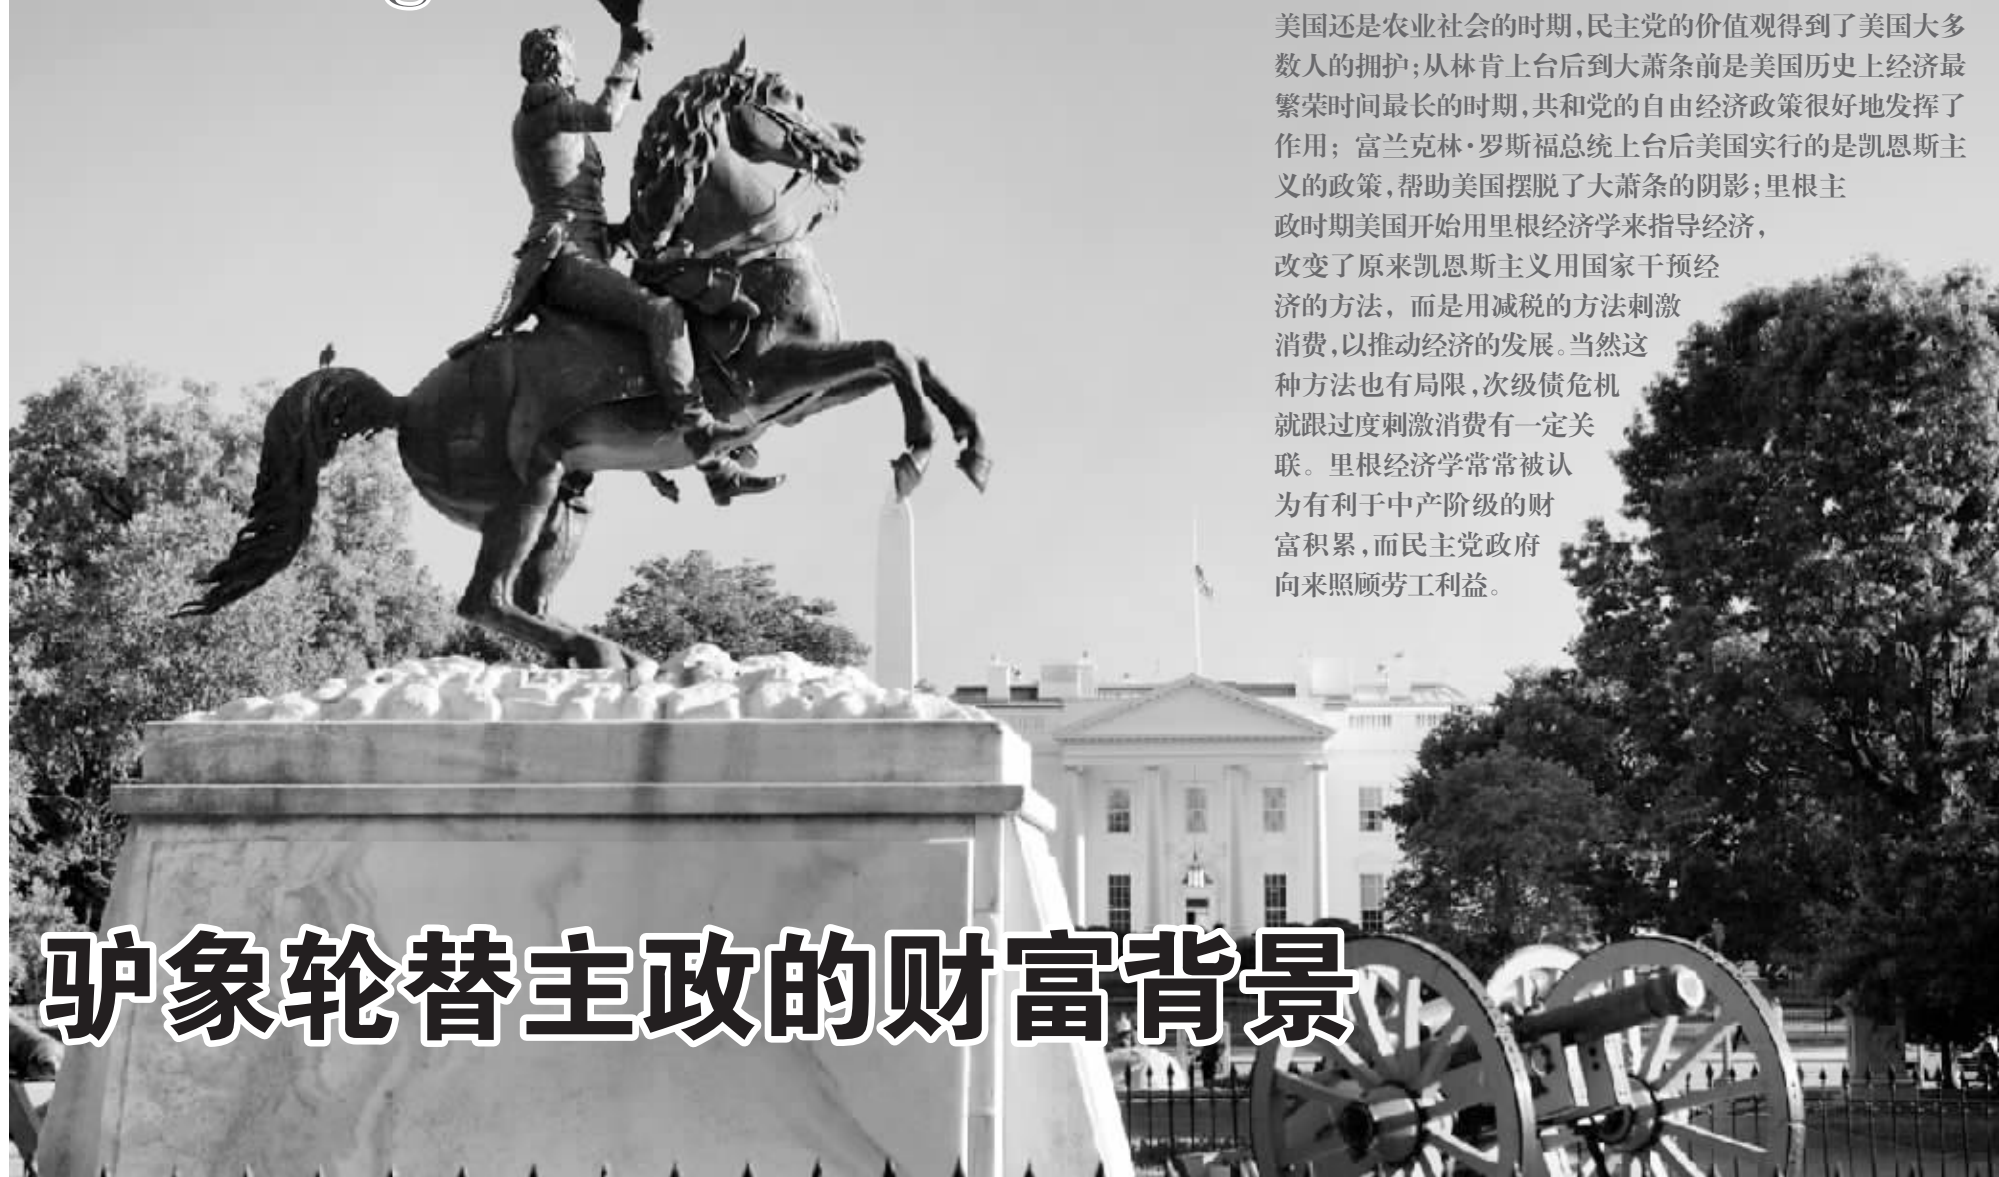 美国还是农业社会的时期,民主党的价值观得到了美国大多
数人的拥护;从林肯上台后到大萧条前是美国历史上经济最
繁荣时间最长的时期,共和党的自由经济政策很好地发挥了
作用；富兰克林·罗斯福总统上台后美国实行的是凯恩斯主
义的政策,帮助美国摆脱了大萧条的阴影;里根主
政时期美国开始用里根经济学来指导经济,
改变了原来凯恩斯主义用国家干预经
济的方法，而是用减税的方法刺激
消费,以推动经济的发展。当然这
种方法也有局限,次级债危机
就跟过度刺激消费有一定关
联。里根经济学常常被认
为有利于中产阶级的财
富积累,而民主党政府
向来照顾劳工利益。
驴象轮替主政的财富背景